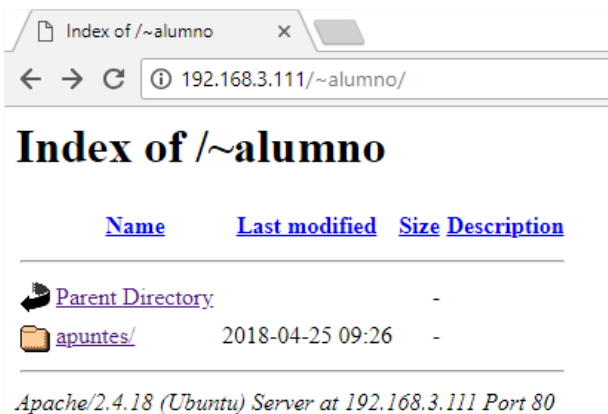 Index of /~alumno
192.168.3.111/~alumno/
Index of /~alumno
Name Last modified Size Description
Parent Directory -
apuntes/ 2018-04-25 09:26 -
Apache/2.4.18 (Ubuntu) Server at 192.168.3.111 Port 80